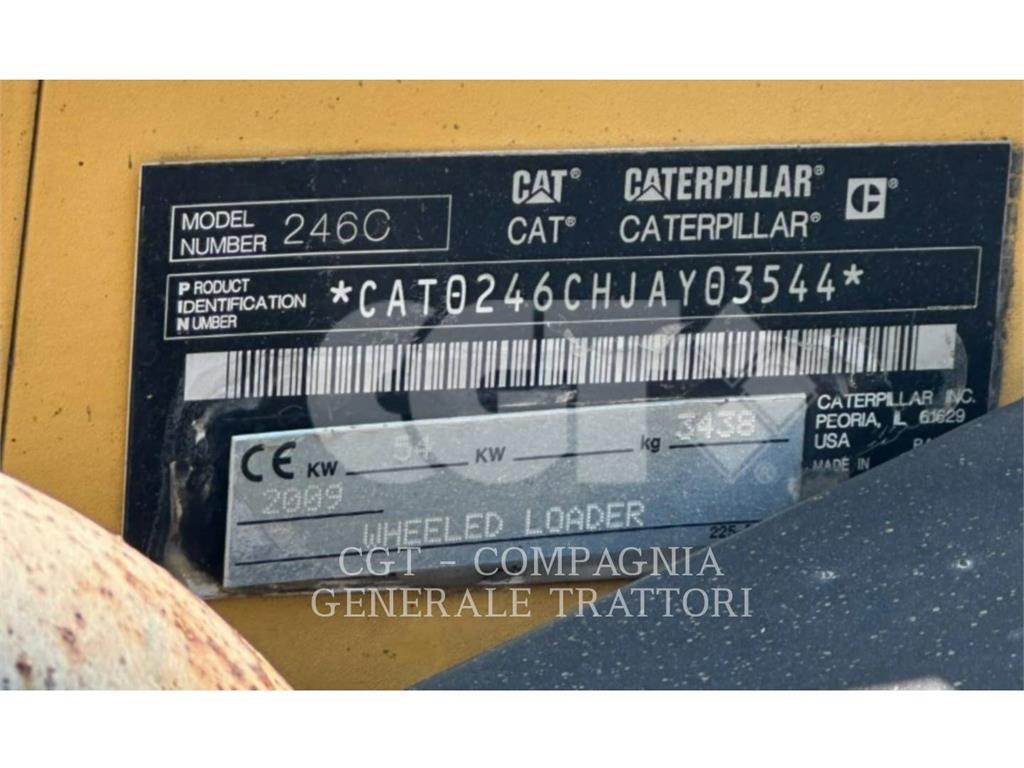 CAT® CATERPILLAR®
CAT® CATERPILLAR®
MODEL
NUMBER 246C
PRODUCT
IDENTIFICATION
NUMBER
*CAT0246CHJAY03544*
CATERPILLAR INC.
PEORIA, IL 61629
USA
MADE IN
CE KW 54 KW kg 3438
2009
WHEELED LOADER
CGT
CGT - COMPAGNIA
GENERALE TRATTORI